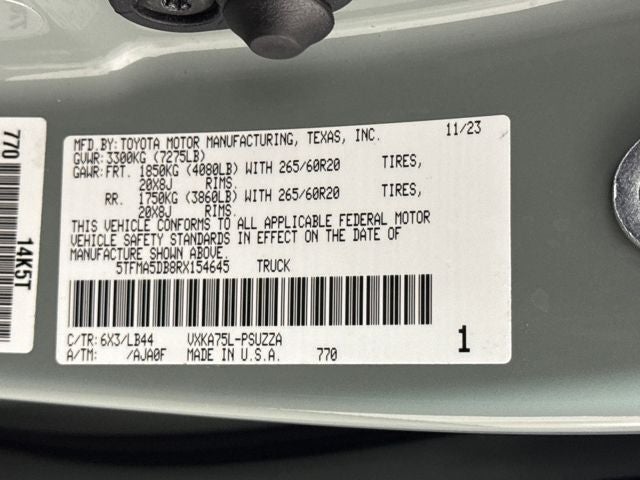 770
14K5T
MFD.BY:TOYOTA MOTOR MANUFACTURING, TEXAS, INC. 11/23
GVWR:3300KG (7275LB)
GAWR:FRT. 1850KG (4080LB) WITH 265/60R20 TIRES,
20X8J RIMS.
RR. 1750KG (3860LB) WITH 265/60R20 TIRES,
20X8J RIMS.
THIS VEHICLE CONFORMS TO ALL APPLICABLE FEDERAL MOTOR
VEHICLE SAFETY STANDARDS IN EFFECT ON THE DATE OF
MANUFACTURE SHOWN ABOVE.
5TFMA5DB8RX154645 TRUCK
C/TR:6X3/LB44 VXKA75L-PSUZZA
A/TM: /AJA0F MADE IN U.S.A. 770 1